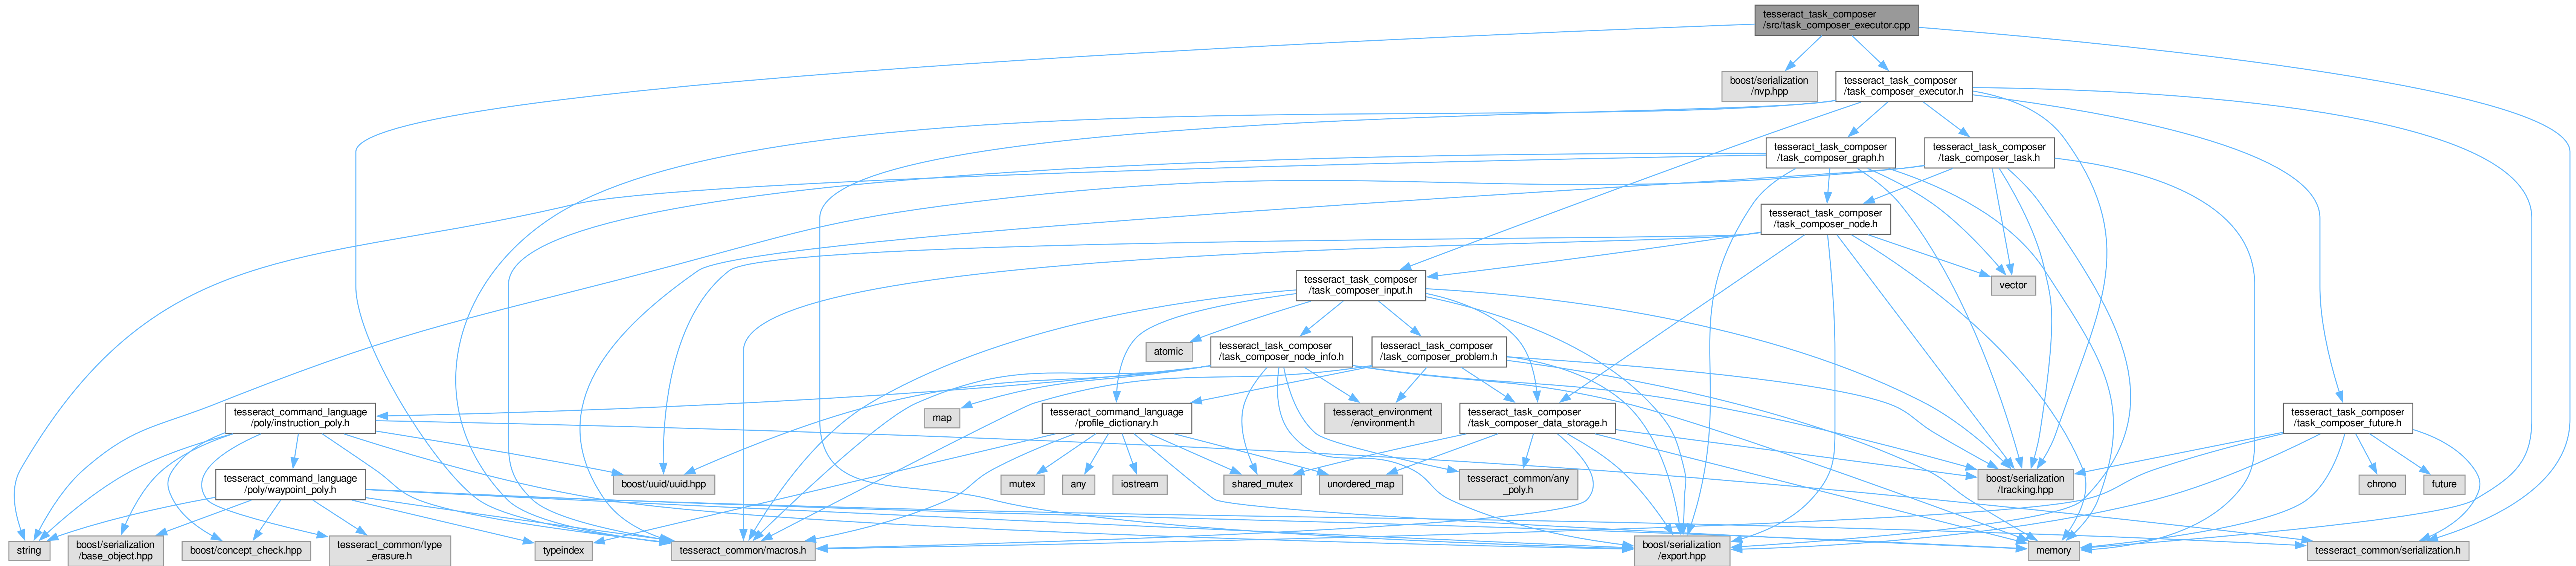 tesseract_task_composer
/src/task_composer_executor.cpp
boost/serialization
/nvp.hpp
tesseract_task_composer
/task_composer_executor.h
tesseract_task_composer
/task_composer_graph.h
tesseract_task_composer
/task_composer_task.h
tesseract_task_composer
/task_composer_node.h
tesseract_task_composer
/task_composer_input.h
vector
atomic
tesseract_task_composer
/task_composer_node_info.h
tesseract_task_composer
/task_composer_problem.h
tesseract_command_language
/poly/instruction_poly.h
map
tesseract_command_language
/profile_dictionary.h
tesseract_environment
/environment.h
tesseract_task_composer
/task_composer_data_storage.h
tesseract_task_composer
/task_composer_future.h
tesseract_command_language
/poly/waypoint_poly.h
boost/uuid/uuid.hpp
mutex
any
iostream
shared_mutex
unordered_map
tesseract_common/any
_poly.h
boost/serialization
/tracking.hpp
chrono
future
string
boost/serialization
/base_object.hpp
boost/concept_check.hpp
tesseract_common/type
_erasure.h
typeindex
tesseract_common/macros.h
boost/serialization
/export.hpp
memory
tesseract_common/serialization.h